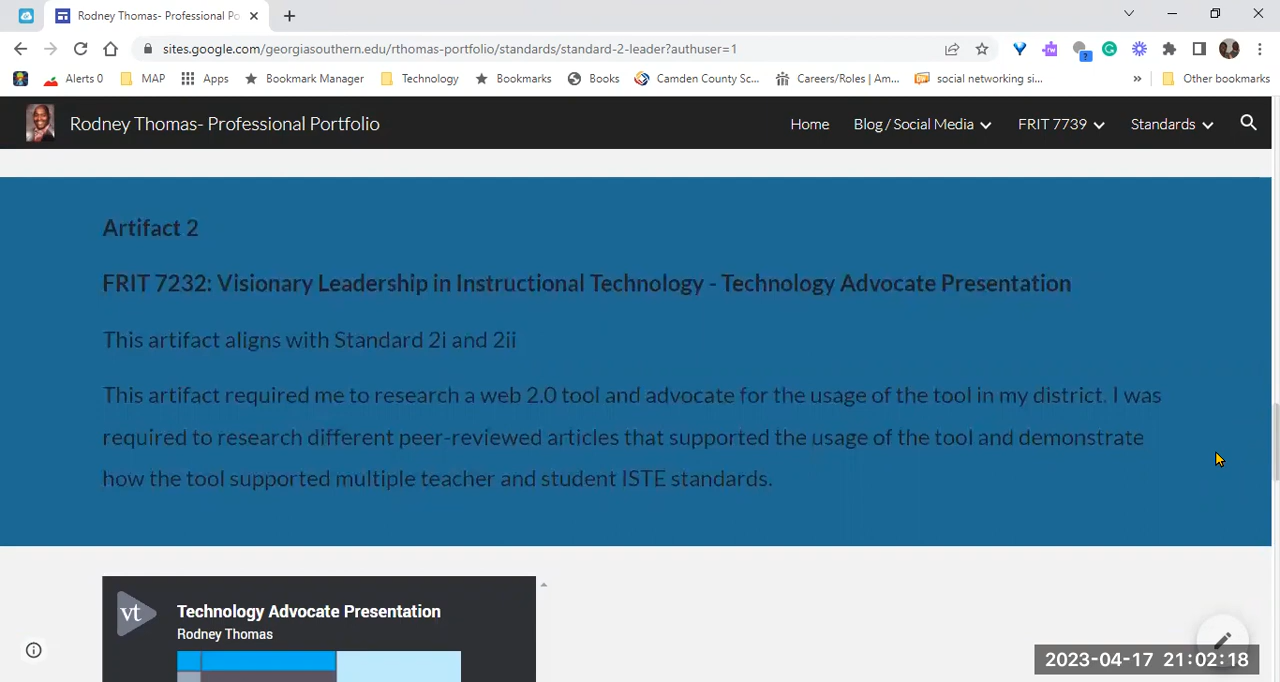 Rodney Thomas- Professional Po
sites.google.com/georgiasouthern.edu/rthomas-portfolio/standards/standard-2-leader?authuser=1
Alerts 0 MAP Apps Bookmark Manager Technology Bookmarks Books Camden County Sc... Careers/Roles | Am... social networking si... » Other bookmarks
Rodney Thomas- Professional Portfolio Home Blog / Social Media FRIT 7739 Standards
Artifact 2
FRIT 7232: Visionary Leadership in Instructional Technology - Technology Advocate Presentation
This artifact aligns with Standard 2i and 2ii
This artifact required me to research a web 2.0 tool and advocate for the usage of the tool in my district. I was
required to research different peer-reviewed articles that supported the usage of the tool and demonstrate
how the tool supported multiple teacher and student ISTE standards.
vt Technology Advocate Presentation
Rodney Thomas
2023-04-17 21:02:18